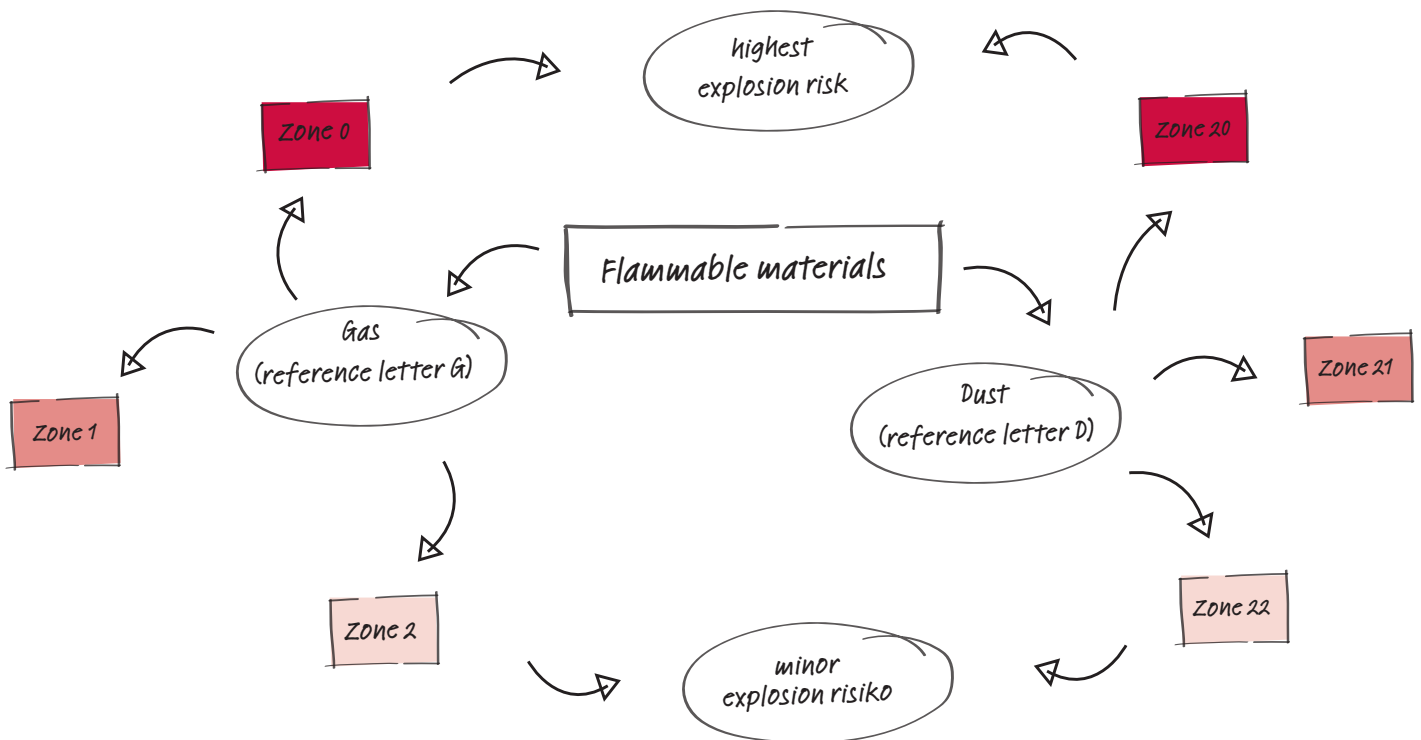 highest
explosion risk
Zone 0
Zone 20
Flammable materials
Gas
(reference letter G)
Dust
(reference letter D)
Zone 21
Zone 1
Zone 2
Zone 22
minor
explosion risiko